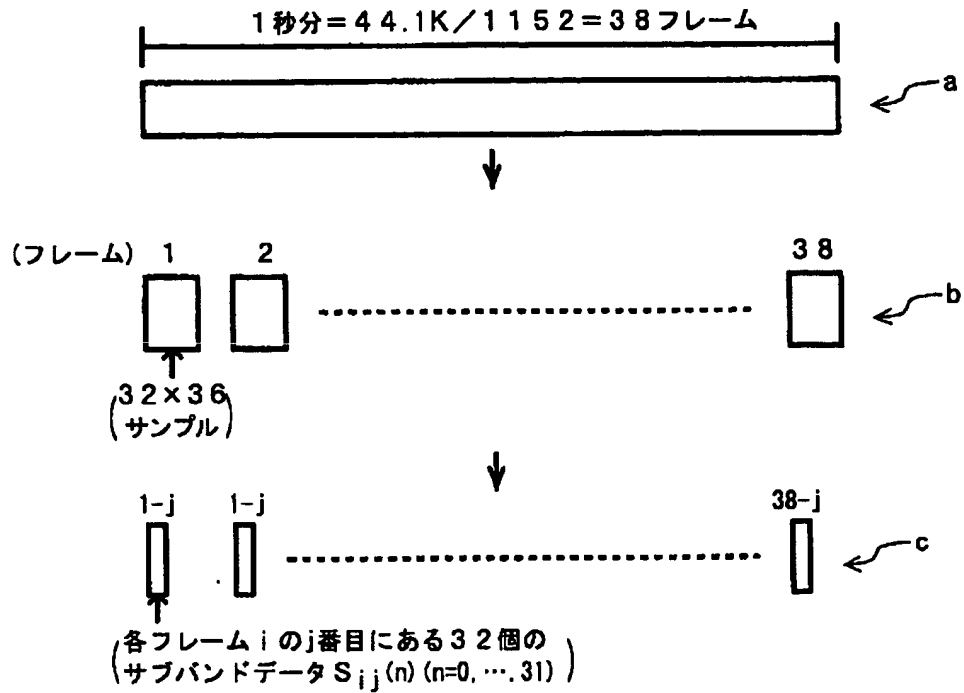 1秒分=44.1K/1152=38フレーム
a
(フレーム) 1 2 38
b
(32×36
サンプル)
1-j 1-j 38-j
c
(各フレームiのj番目にある32個の
サブバンドデータSij(n)(n=0,….31))